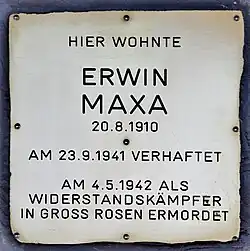 HIER WOHNTE
ERWIN
MAXA
20.8.1910
AM 23.9.1941 VERHAFTET
AM 4.5.1942 ALS
WIDERSTANDSKÄMPFER
IN GROSS ROSEN ERMORDET